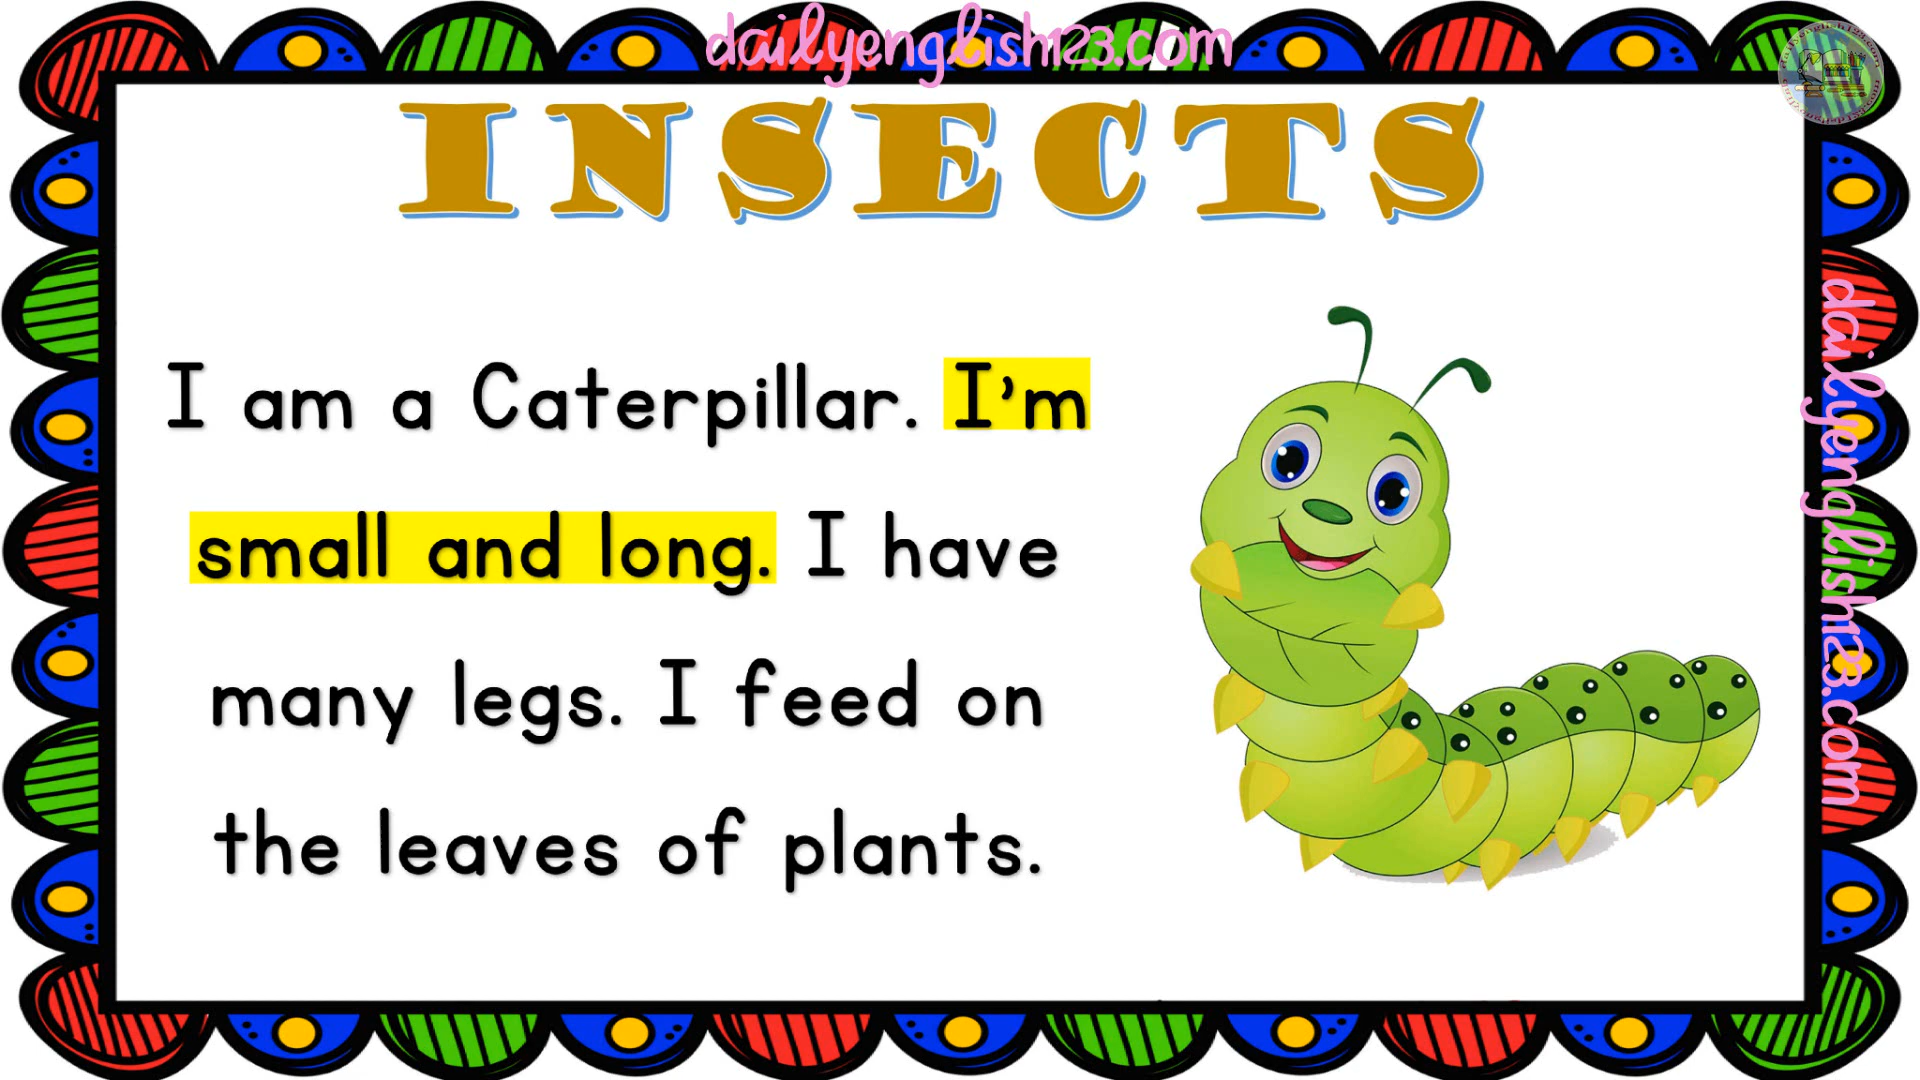 dailyenglish123.com
INSECTS
I am a Caterpillar. I'm
small and long. I have
many legs. I feed on
the leaves of plants.
dailyenglish123.com